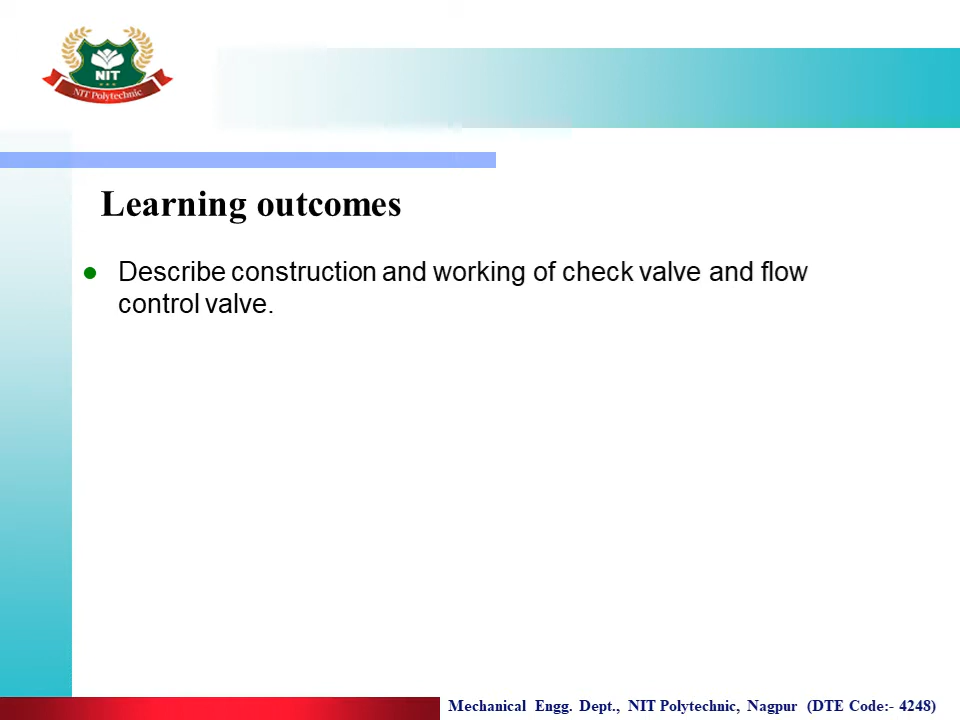 NIT
NIT Polytechnic
Learning outcomes
Describe construction and working of check valve and flow
control valve.
Mechanical Engg. Dept., NIT Polytechnic, Nagpur (DTE Code:- 4248)